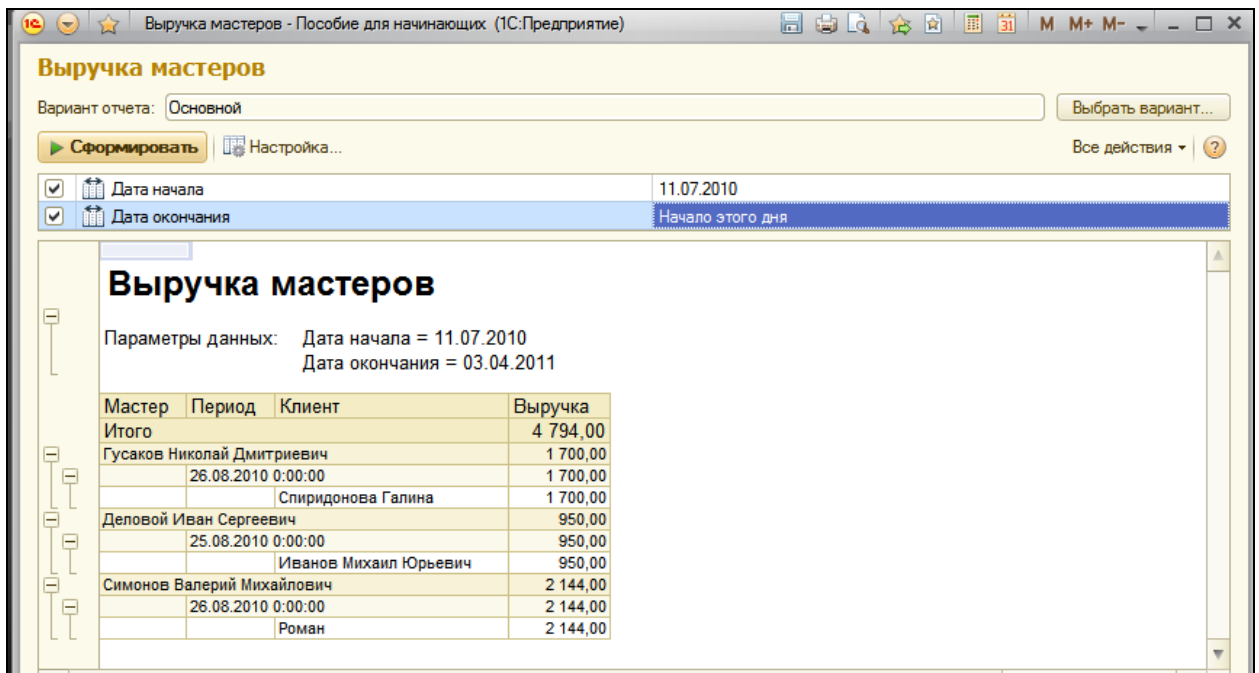 1С Выручка мастеров - Пособие для начинающих (1С:Предприятие) 31 M M+ M-
Выручка мастеров
Вариант отчета: Основной Выбрать вариант...
Сформировать Настройка... Все действия ?
Дата начала 11.07.2010
Дата окончания Начало этого дня
Выручка мастеров
Параметры данных: Дата начала = 11.07.2010
Дата окончания = 03.04.2011
Мастер Период Клиент Выручка
Итого 4 794,00
Гусаков Николай Дмитриевич 1 700,00
26.08.2010 0:00:00 1 700,00
Спиридонова Галина 1 700,00
Деловой Иван Сергеевич 950,00
25.08.2010 0:00:00 950,00
Иванов Михаил Юрьевич 950,00
Симонов Валерий Михайлович 2 144,00
26.08.2010 0:00:00 2 144,00
Роман 2 144,00